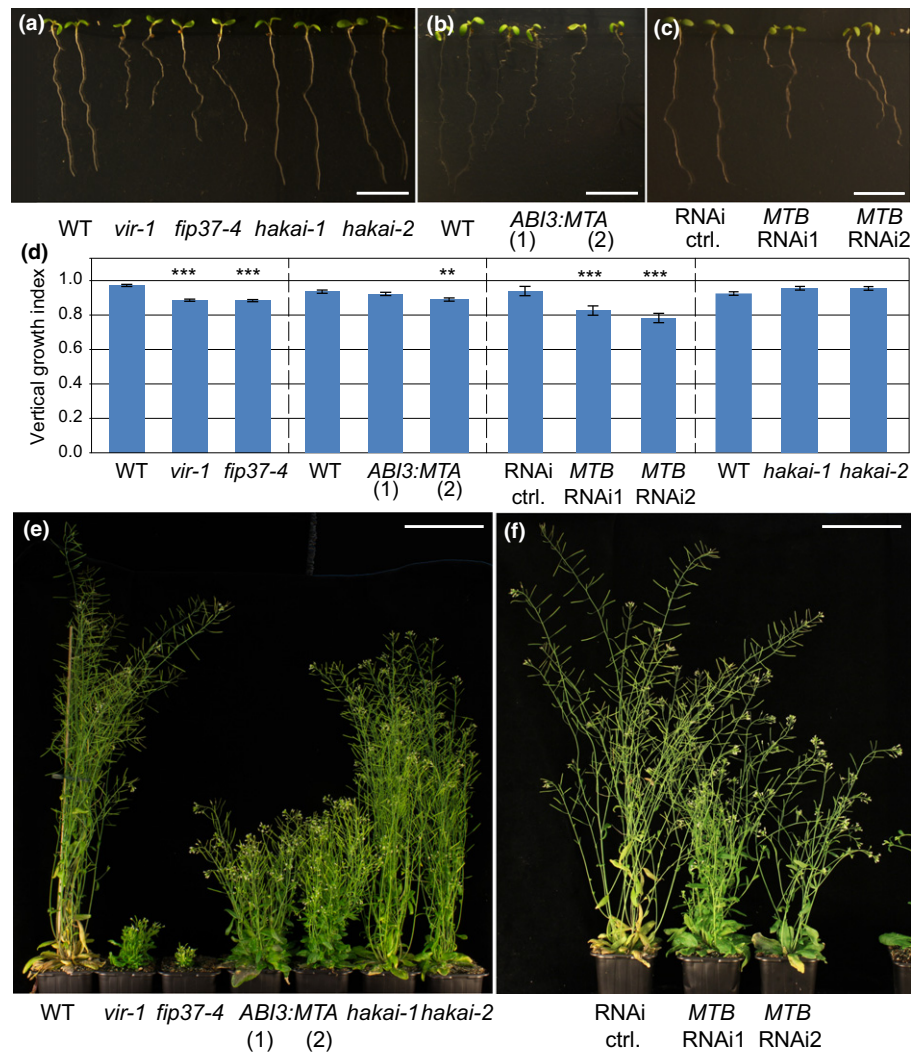 (a) (b) (c)
WT vir-1 fip37-4 hakai-1 hakai-2 WT ABI3:MTA RNAi MTB MTB
(1) (2) ctrl. RNAi1 RNAi2
(d)
*** *** ** *** ***
Vertical growth index
1.0
0.8
0.6
0.4
0.2
0.0
WT vir-1 fip37-4 WT ABI3:MTA RNAi MTB MTB WT hakai-1 hakai-2
(1) (2) ctrl. RNAi1 RNAi2
(e) (f)
WT vir-1 fip37-4 ABI3:MTA hakai-1 hakai-2 RNAi MTB MTB
(1) (2) ctrl. RNAi1 RNAi2